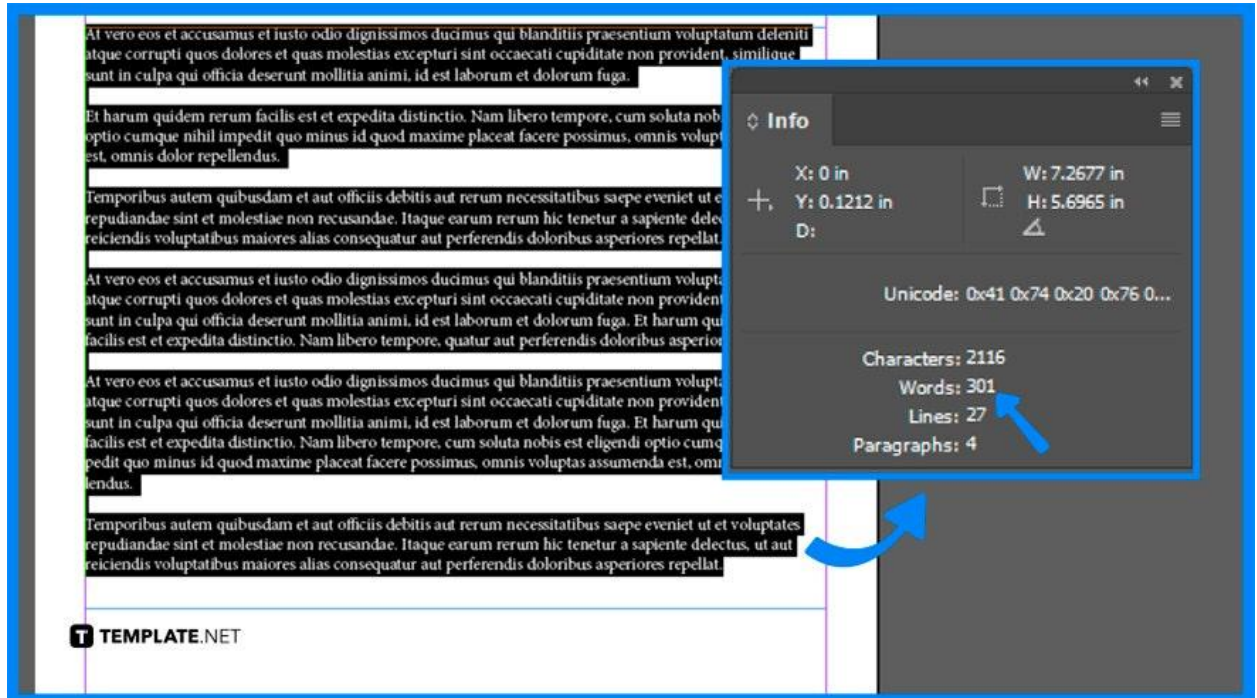 At vero eos et accusamus et iusto odio dignissimos ducimus qui blanditiis praesentium voluptatum deleniti
atque corrupti quos dolores et quas molestias excepturi sint occaecati cupiditate non provident, similique
sunt in culpa qui officia deserunt mollitia animi, id est laborum et dolorum fuga.
Et harum quidem rerum facilis est et expedita distinctio. Nam libero tempore, cum soluta
optio cumque nihil impedit quo minus id quod maxime placeat facere possimus, omnis
est, omnis dolor repellendus.
Temporibus autem quibusdam et aut officiis debitis aut rerum necessitatibus saepe eveniet ut
repudiandae sint et molestiae non recusandae. Itaque earum rerum hic tenetur a sapiente
reiciendis voluptatibus maiores alias consequatur aut perferendis doloribus asperiores repellat.
At vero eos et accusamus et iusto odio dignissimos ducimus qui blanditiis praesentium
atque corrupti quos dolores et quas molestias excepturi sint occaecati cupiditate non provident
sunt in culpa qui officia deserunt mollitia animi, id est laborum et dolorum fuga. Et harum
facilis est et expedita distinctio. Nam libero tempore, quatur aut perferendis doloribus
At vero eos et accusamus et iusto odio dignissimos ducimus qui blanditiis praesentium
atque corrupti quos dolores et quas molestias excepturi sint occaecati cupiditate non provident
sunt in culpa qui officia deserunt mollitia animi, id est laborum et dolorum fuga. Et harum
facilis est et expedita distinctio. Nam libero tempore, cum soluta nobis est eligendi optio
pedit quo minus id quod maxime placeat facere possimus, omnis voluptas assumenda est,
lendus.
Temporibus autem quibusdam et aut officiis debitis aut rerum necessitatibus saepe eveniet ut et voluptates
repudiandae sint et molestiae non recusandae. Itaque earum rerum hic tenetur a sapiente delectus, ut aut
reiciendis voluptatibus maiores alias consequatur aut perferendis doloribus asperiores repellat.
Info
X: 0 in
Y: 0.1212 in
D:
W: 7.2677 in
H: 5.6965 in
Unicode: 0x41 0x74 0x20 0x76 0...
Characters: 2116
Words: 301
Lines: 27
Paragraphs: 4
T TEMPLATE.NET